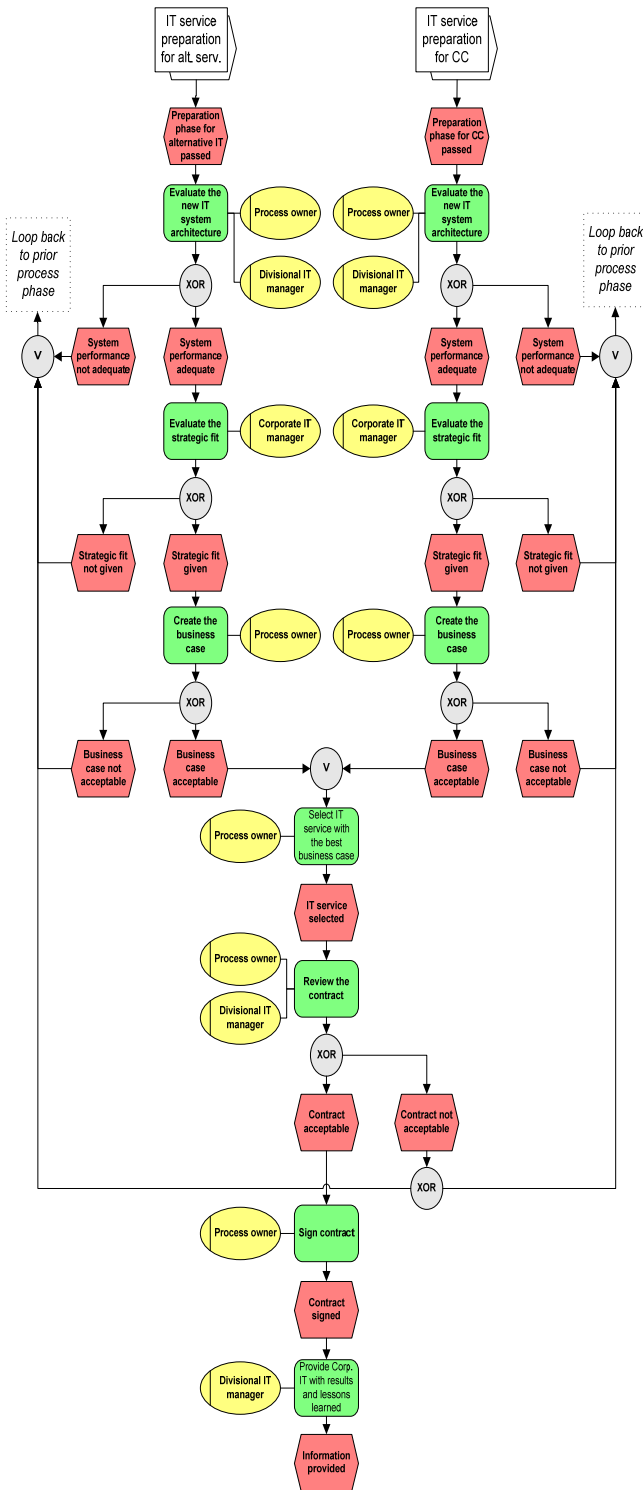 IT service
preparation
for alt. serv.
IT service
preparation
for CC
Preparation
phase for
alternative IT
passed
Preparation
phase for CC
passed
Evaluate the
new IT
system
architecture
Process owner
Process owner
Evaluate the
new IT
system
architecture
Divisional IT
manager
Divisional IT
manager
Loop back
to prior
process
phase
Loop back
to prior
process
phase
XOR
XOR
V
System
performance
not adequate
System
performance
adequate
System
performance
adequate
System
performance
not adequate
V
Evaluate the
strategic fit
Corporate IT
manager
Corporate IT
manager
Evaluate the
strategic fit
XOR
XOR
Strategic fit
not given
Strategic fit
given
Strategic fit
given
Strategic fit
not given
Create the
business
case
Process owner
Process owner
Create the
business
case
XOR
XOR
Business
case not
acceptable
Business
case
acceptable
V
Business
case
acceptable
Business
case not
acceptable
Process owner
Select IT
service with
the best
business case
IT service
selected
Process owner
Divisional IT
manager
Review the
contract
XOR
Contract
acceptable
Contract not
acceptable
XOR
Process owner
Sign contract
Contract
signed
Divisional IT
manager
Provide Corp.
IT with results
and lessons
learned
Information
provided